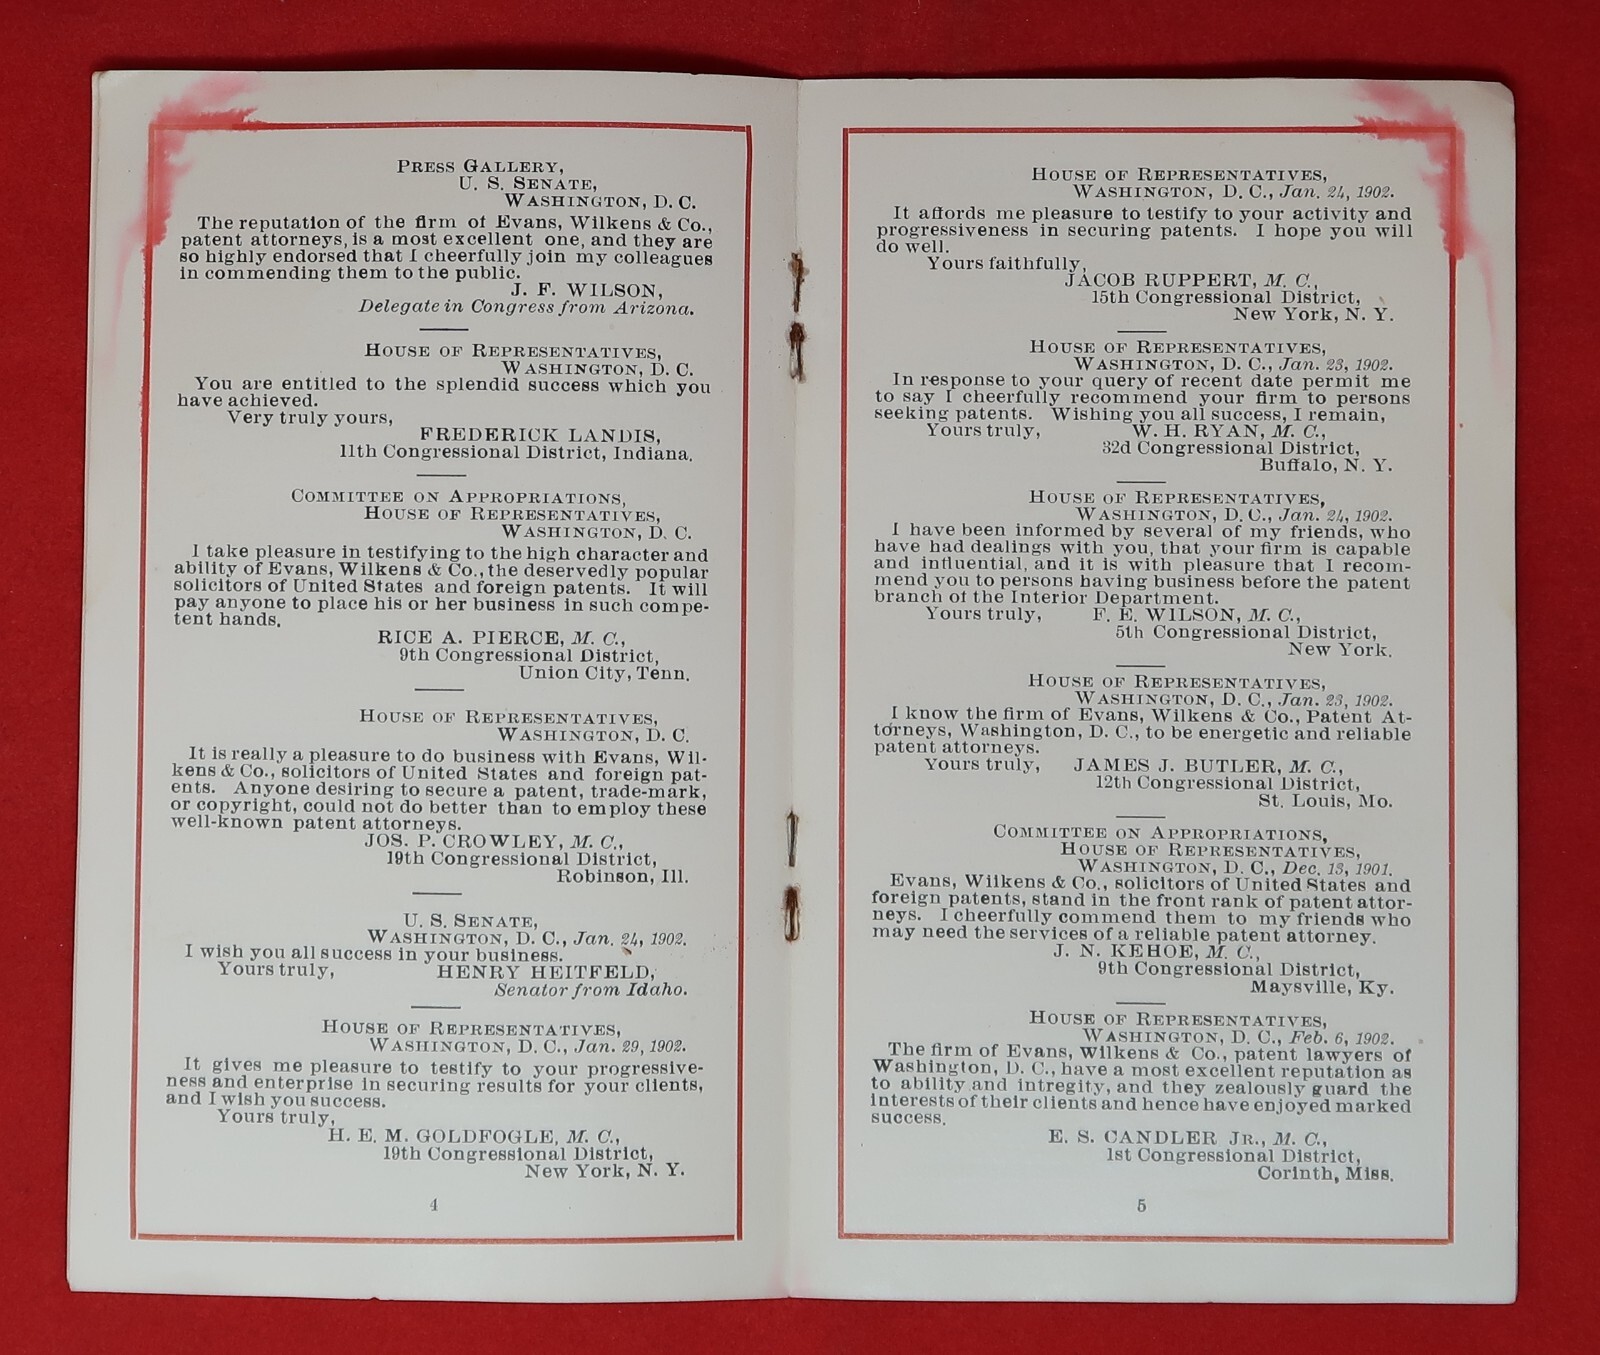 PRESS GALLERY,
U. S. SENATE,
WASHINGTON, D. C.
The reputation of the firm of Evans, Wilkens & Co.,
patent attorneys, is a most excellent one, and they are
so highly endorsed that I cheerfully join my colleagues
in commending them to the public.
J. F. WILSON,
Delegate in Congress from Arizona.
HOUSE OF REPRESENTATIVES,
WASHINGTON, D. C.
You are entitled to the splendid success which you
have achieved.
Very truly yours,
FREDERICK LANDIS,
11th Congressional District, Indiana.
COMMITTEE ON APPROPRIATIONS,
HOUSE OF REPRESENTATIVES,
WASHINGTON, D. C.
I take pleasure in testifying to the high character and
ability of Evans, Wilkens & Co., the deservedly popular
solicitors of United States and foreign patents. It will
pay anyone to place his or her business in such compe-
tent hands.
RICE A. PIERCE, M. C.,
9th Congressional District,
Union City, Tenn.
HOUSE OF REPRESENTATIVES,
WASHINGTON, D. C.
It is really a pleasure to do business with Evans, Wil-
kens & Co., solicitors of United States and foreign pat-
ents. Anyone desiring to secure a patent, trade-mark,
or copyright, could not do better than to employ these
well-known patent attorneys.
JOS. P. CROWLEY, M. C.,
19th Congressional District,
Robinson, Ill.
U. S. SENATE,
WASHINGTON, D. C., Jan. 24, 1902.
I wish you all success in your business.
Yours truly, HENRY HEITFELD,
Senator from Idaho.
HOUSE OF REPRESENTATIVES,
WASHINGTON, D. C., Jan. 29, 1902.
It gives me pleasure to testify to your progressive-
ness and enterprise in securing results for your clients,
and I wish you success.
Yours truly,
H. E. M. GOLDFOGLE, M. C.,
19th Congressional District,
New York, N. Y.
4
HOUSE OF REPRESENTATIVES,
WASHINGTON, D. C., Jan. 24, 1902.
It affords me pleasure to testify to your activity and
progressiveness in securing patents. I hope you will
do well.
Yours faithfully,
JACOB RUPPERT, M. C.,
15th Congressional District,
New York, N. Y.
HOUSE OF REPRESENTATIVES,
WASHINGTON, D. C., Jan. 23, 1902.
In response to your query of recent date permit me
to say I cheerfully recommend your firm to persons
seeking patents. Wishing you all success, I remain,
Yours truly, W. H. RYAN, M. C.,
32d Congressional District,
Buffalo, N. Y.
HOUSE OF REPRESENTATIVES,
WASHINGTON, D. C., Jan. 24, 1902.
I have been informed by several of my friends, who
have had dealings with you, that your firm is capable
and influential, and it is with pleasure that I recom-
mend you to persons having business before the patent
branch of the Interior Department.
Yours truly, F. E. WILSON, M. C.,
5th Congressional District,
New York.
HOUSE OF REPRESENTATIVES,
WASHINGTON, D. C., Jan. 23, 1902.
I know the firm of Evans, Wilkens & Co., Patent At-
torneys, Washington, D. C., to be energetic and reliable
patent attorneys.
Yours truly, JAMES J. BUTLER, M. C.,
12th Congressional District,
St. Louis, Mo.
COMMITTEE ON APPROPRIATIONS,
HOUSE OF REPRESENTATIVES,
WASHINGTON, D. C., Dec. 13, 1901.
Evans, Wilkens & Co., solicitors of United States and
foreign patents, stand in the front rank of patent attor-
neys. I cheerfully commend them to my friends who
may need the services of a reliable patent attorney.
J. N. KEHOE, M. C.,
9th Congressional District,
Maysville, Ky.
HOUSE OF REPRESENTATIVES,
WASHINGTON, D. C., Feb. 6, 1902.
The firm of Evans, Wilkens & Co., patent lawyers of
Washington, D. C., have a most excellent reputation as
to ability and intregity, and they zealously guard the
interests of their clients and hence have enjoyed marked
success.
E. S. CANDLER JR., M. C.,
1st Congressional District,
Corinth, Miss.
5